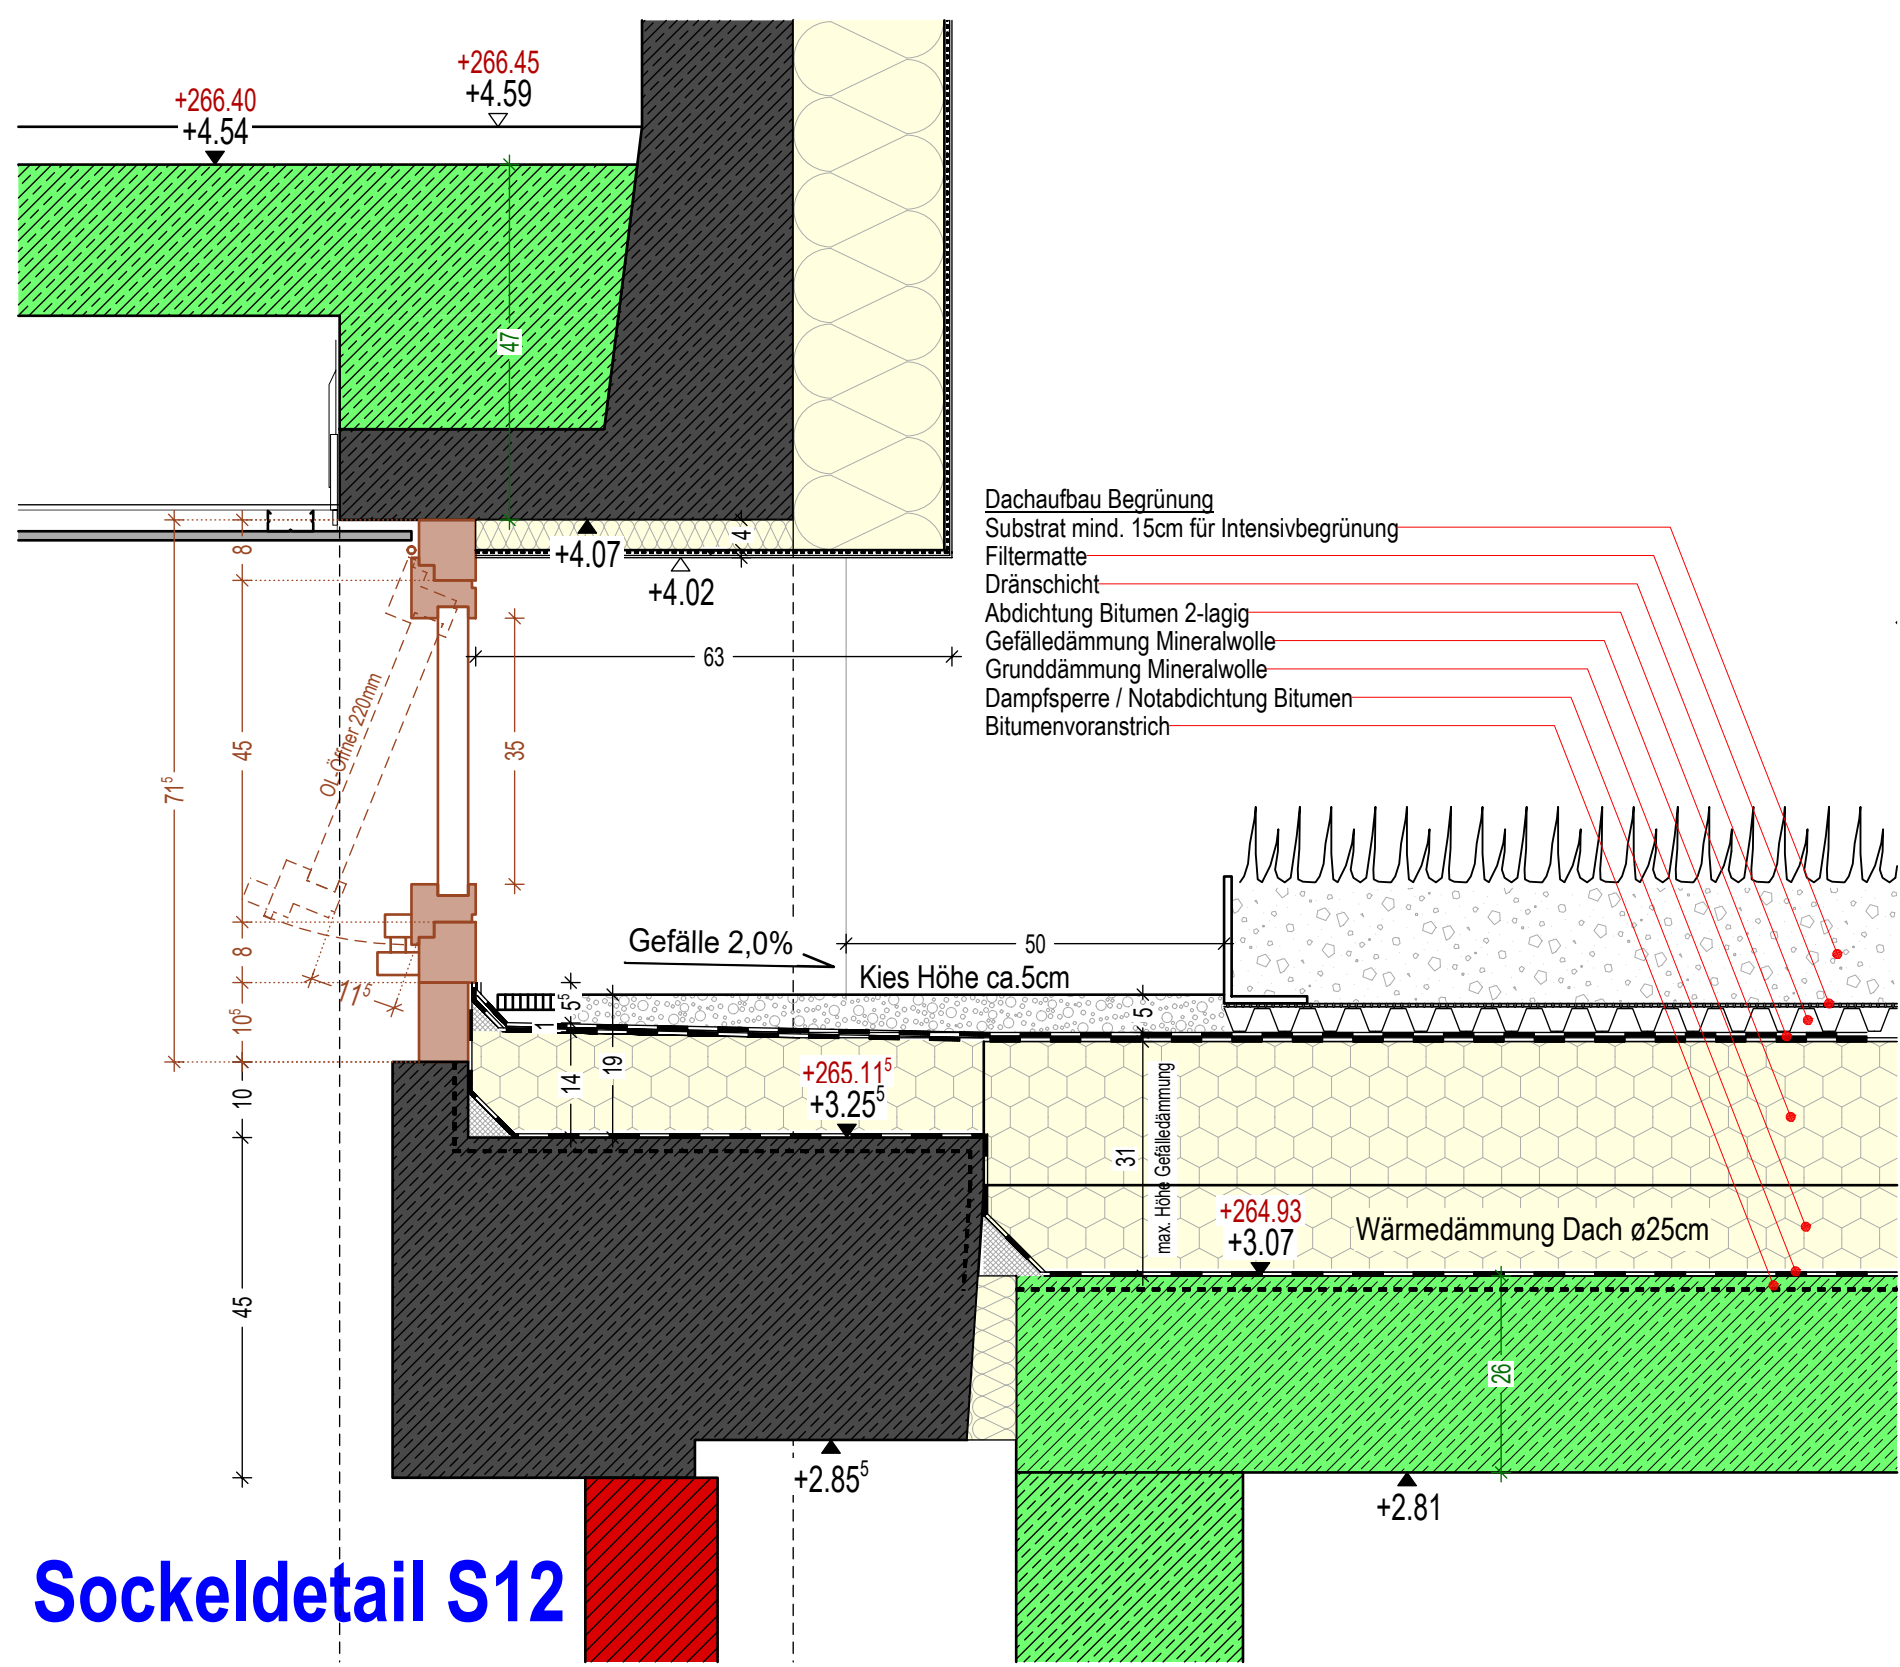 +266.45
+4.59
+266.40
+4.54
47
Dachaufbau Begrünung
Substrat mind. 15cm für Intensivbegrünung
Filtermatte
Dränschicht
Abdichtung Bitumen 2-lagig
Gefälledämmung Mineralwolle
Grunddämmung Mineralwolle
Dampfsperre / Notabdichtung Bitumen
Bitumenvoranstrich
4
+4.07
+4.02
8
63
OL-Öffner 220mm
45
35
71⁵
8
11⁵
10⁵
10
45
Gefälle 2,0%
50
Kies Höhe ca.5cm
5⁵
1
5
14
19
+265.11⁵
+3.25⁵
31
max. Höhe Gefälledämmung
+264.93
+3.07
Wärmedämmung Dach ø25cm
26
+2.85⁵
+2.81
Sockeldetail S12